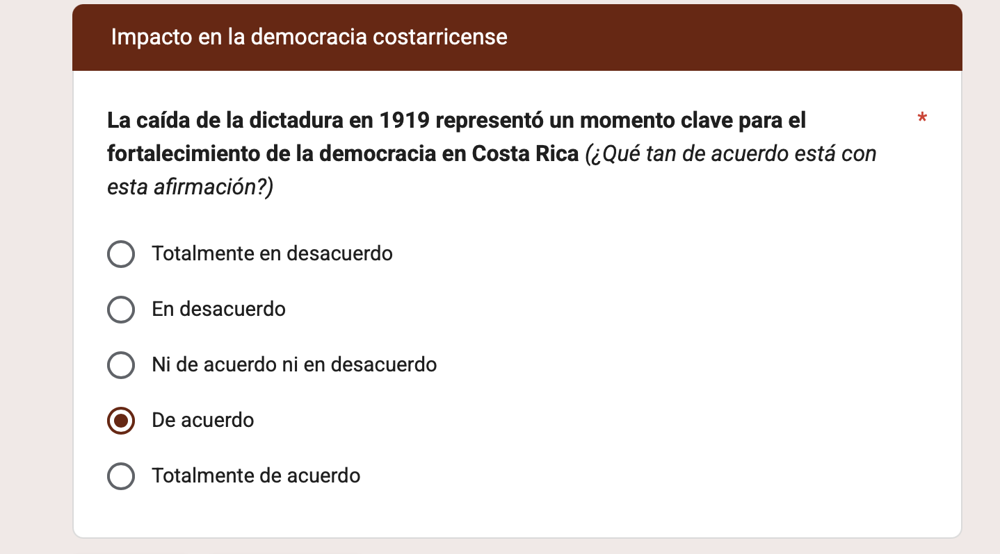 Impacto en la democracia costarricense
La caída de la dictadura en 1919 representó un momento clave para el *
fortalecimiento de la democracia en Costa Rica (¿Qué tan de acuerdo está con
esta afirmación?)
Totalmente en desacuerdo
En desacuerdo
Ni de acuerdo ni en desacuerdo
De acuerdo
Totalmente de acuerdo